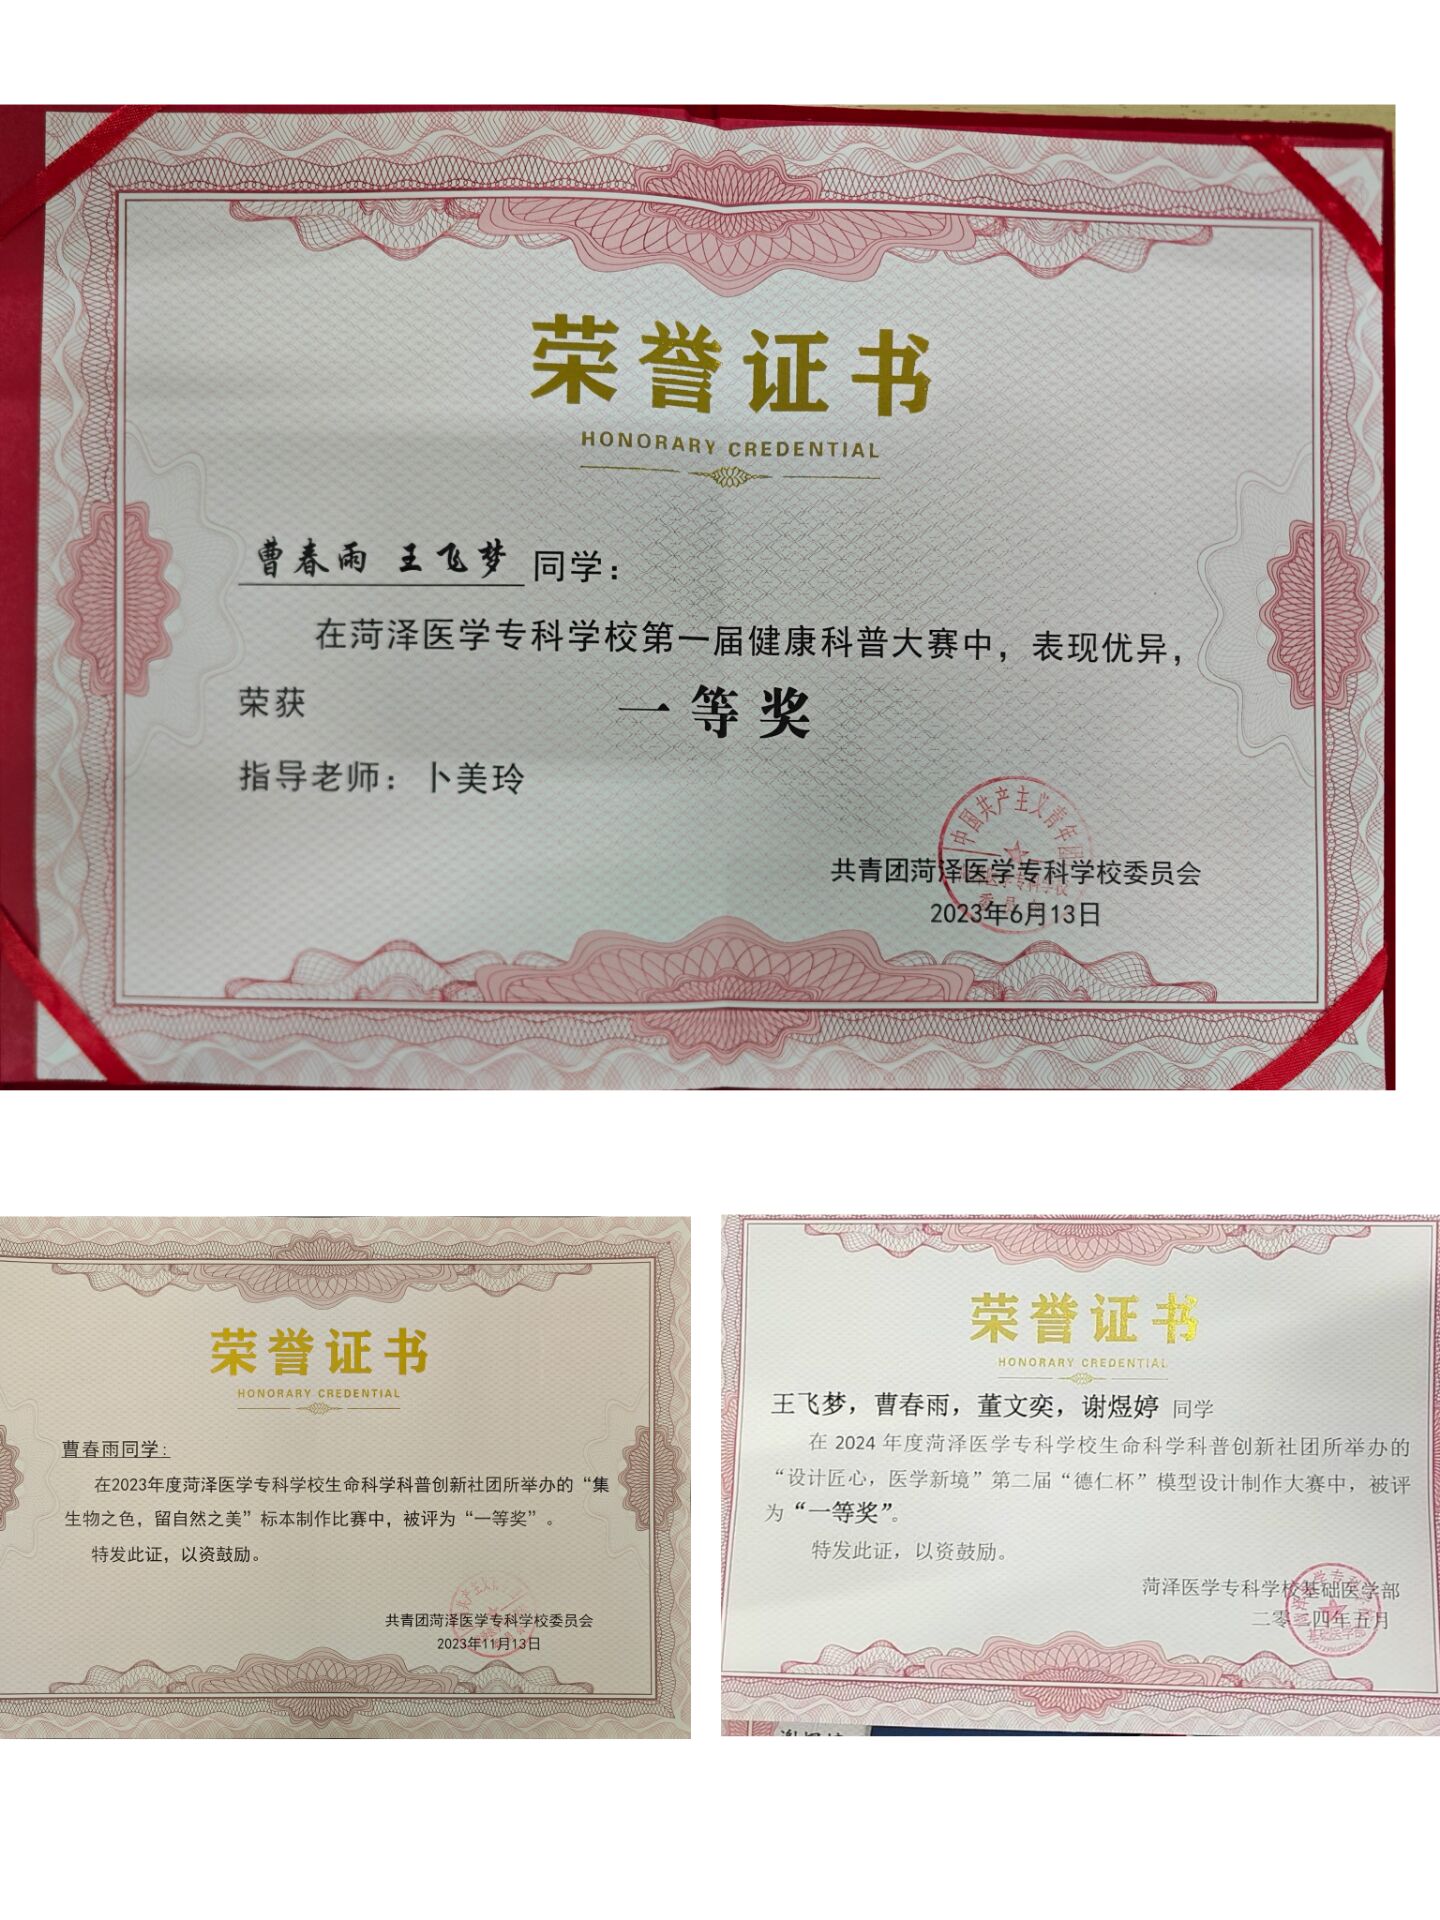 荣誉证书
HONORARY CREDENTIAL
曹春雨 王飞梦 同学：
在菏泽医学专科学校第一届健康科普大赛中，表现优异，
荣获 一等奖
指导老师：卜美玲
中国共产主义青年团
共青团菏泽医学专科学校委员会
2023年6月13日
荣誉证书
HONORARY CREDENTIAL
曹春雨同学：
在2023年度菏泽医学专科学校生命科学科普创新社团所举办的“集
生物之色，留自然之美”标本制作比赛中，被评为“一等奖”。
特发此证，以资鼓励。
共青团菏泽医学专科学校委员会
2023年11月13日
荣誉证书
HONORARY CREDENTIAL
王飞梦，曹春雨，董文奕，谢煜婷 同学
在 2024 年度菏泽医学专科学校生命科学科普创新社团所举办的
“设计匠心，医学新境”第二届“德仁杯”模型设计制作大赛中，被评
为“一等奖”。
特发此证，以资鼓励。
菏泽医学专科学校基础医学部
二零二四年五月